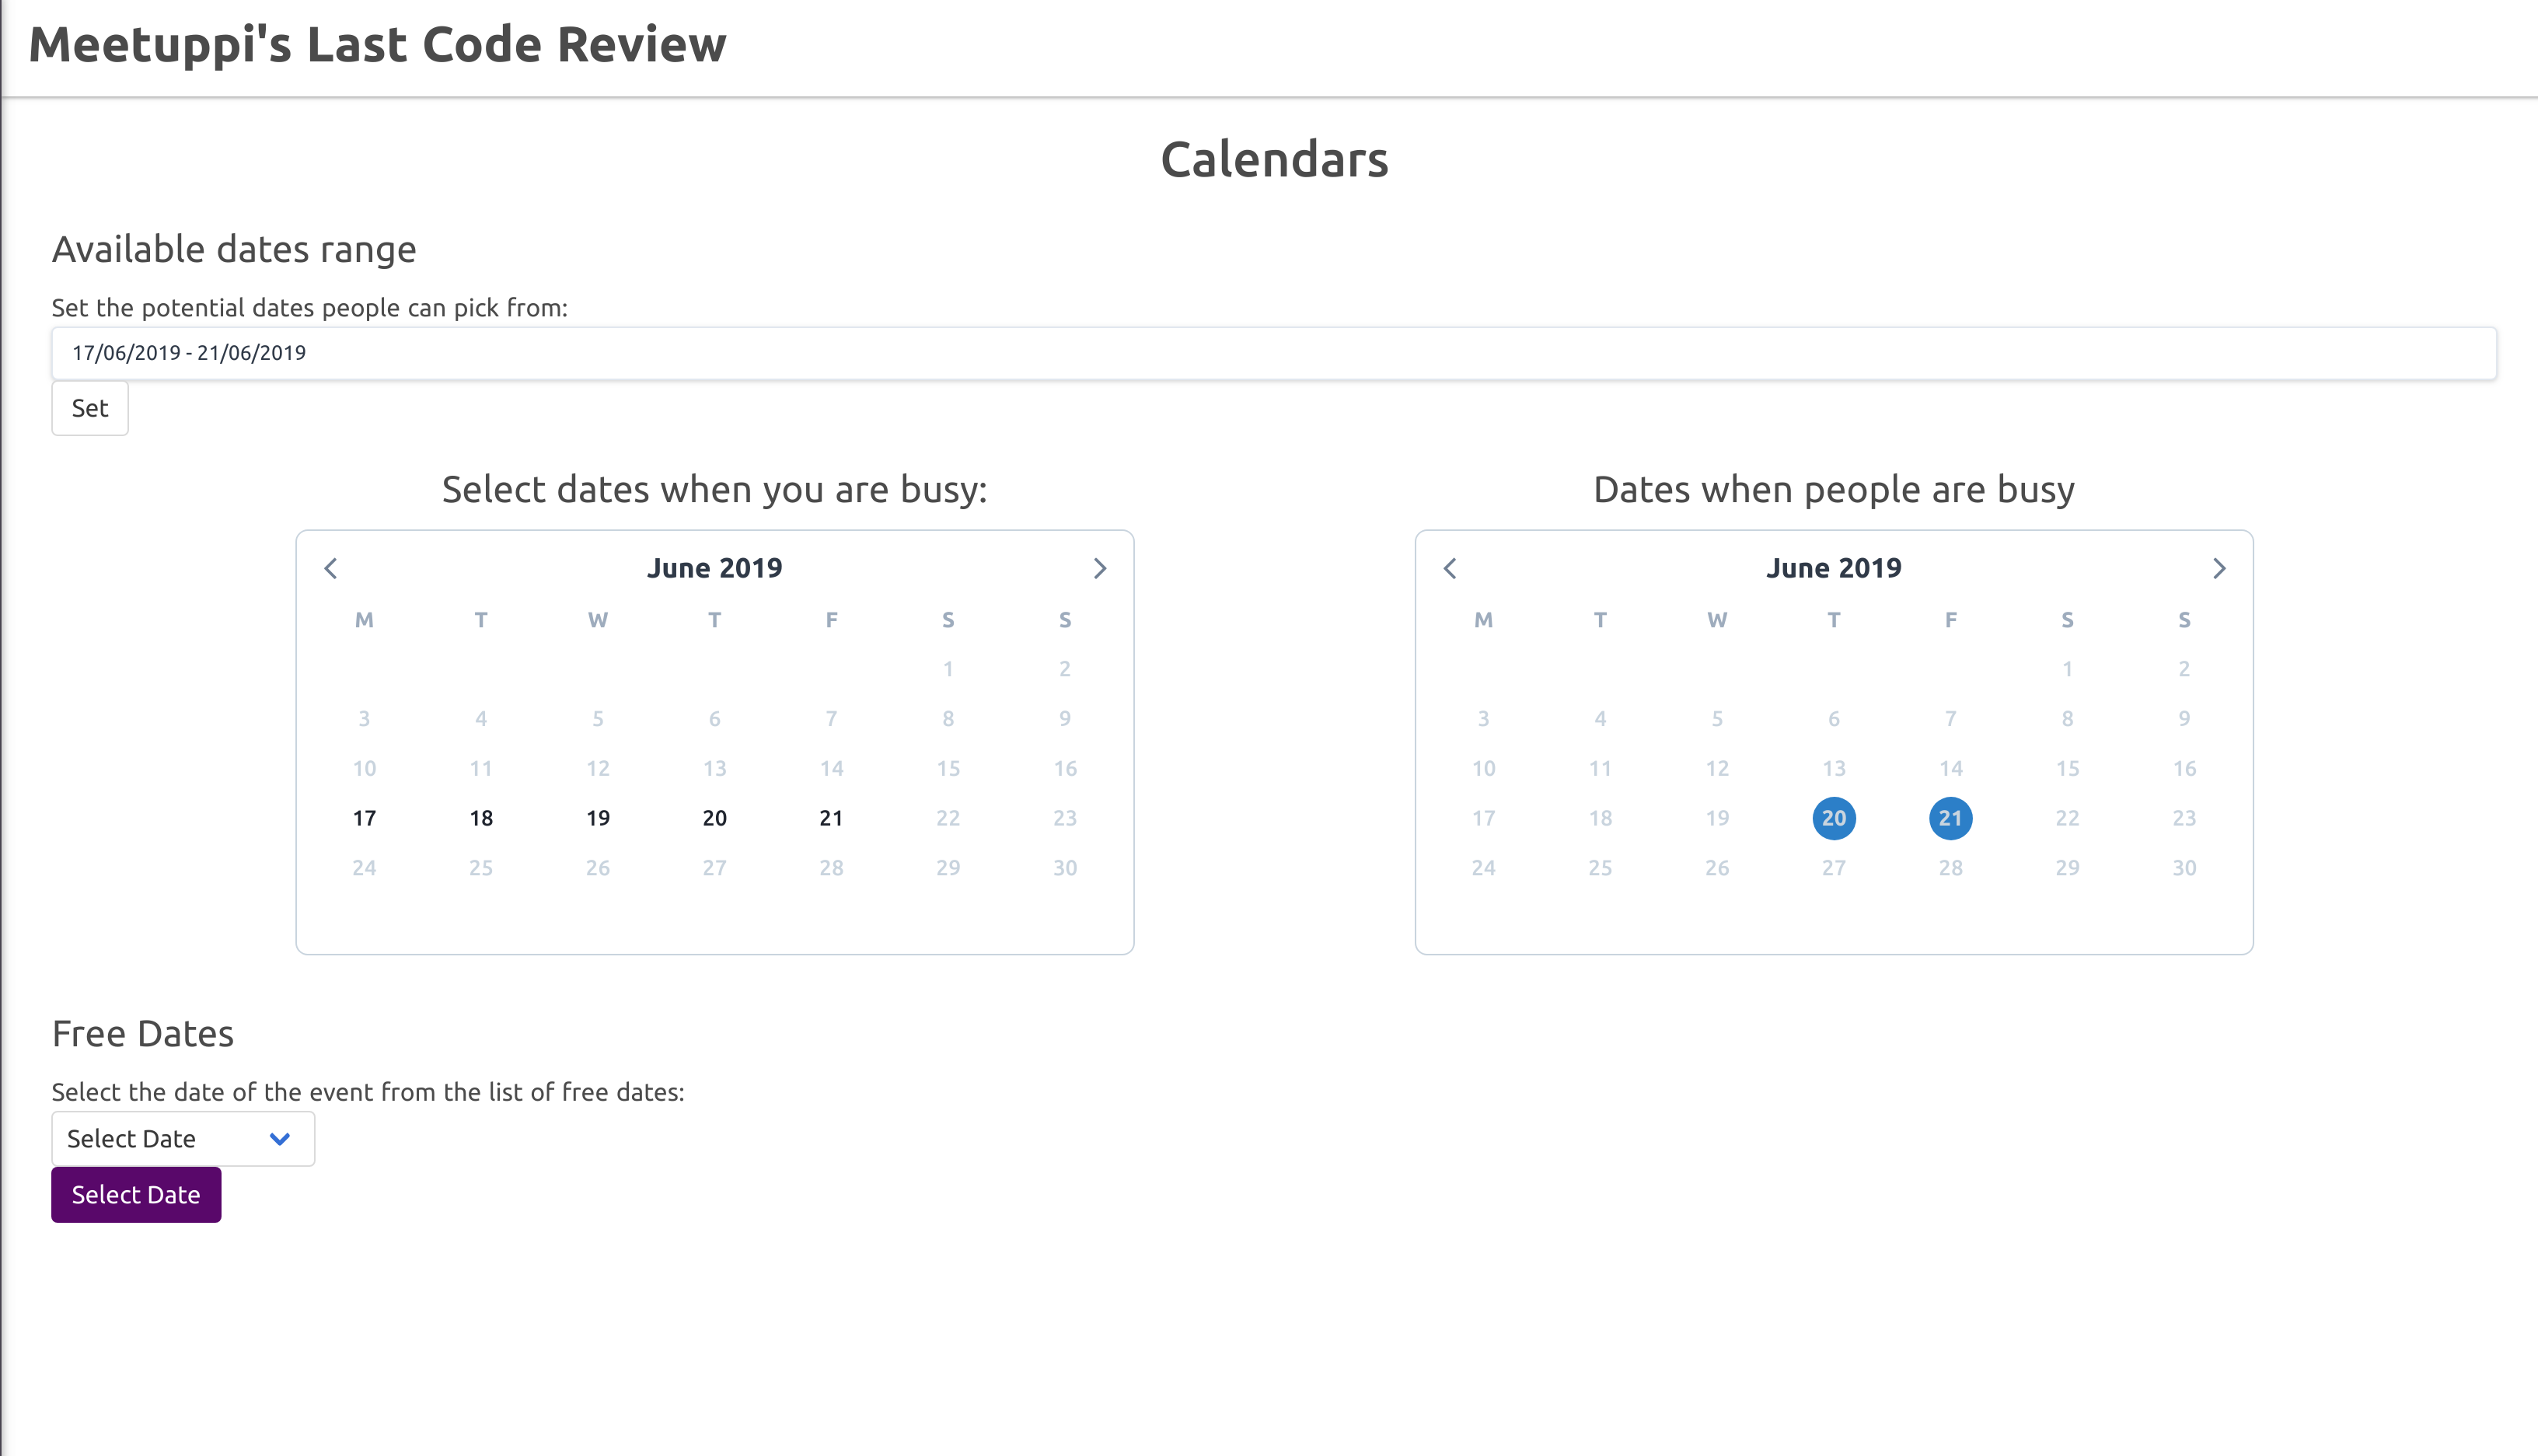 Meetuppi's Last Code Review
Calendars
Available dates range
Set the potential dates people can pick from:
17/06/2019 - 21/06/2019
Set
Select dates when you are busy:
June 2019
M T W T F S S
1 2
3 4 5 6 7 8 9
10 11 12 13 14 15 16
17 18 19 20 21 22 23
24 25 26 27 28 29 30
Dates when people are busy
June 2019
M T W T F S S
1 2
3 4 5 6 7 8 9
10 11 12 13 14 15 16
17 18 19 20 21 22 23
24 25 26 27 28 29 30
Free Dates
Select the date of the event from the list of free dates:
Select Date
Select Date